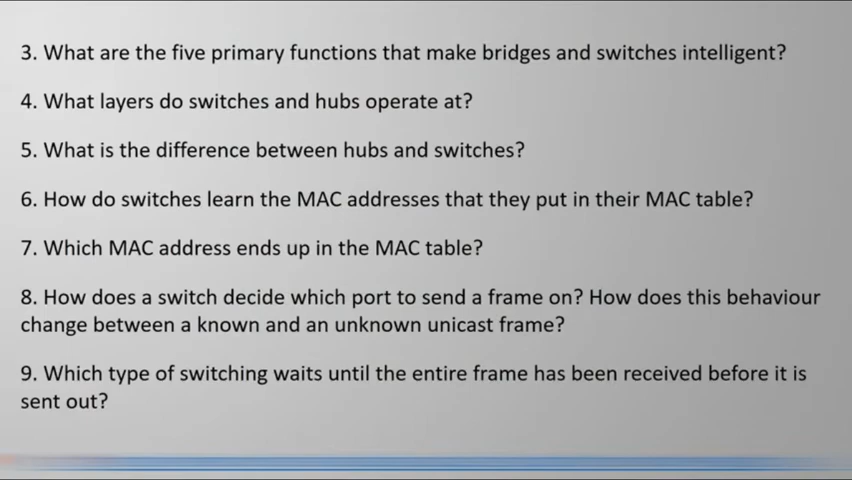 3. What are the five primary functions that make bridges and switches intelligent?
4. What layers do switches and hubs operate at?
5. What is the difference between hubs and switches?
6. How do switches learn the MAC addresses that they put in their MAC table?
7. Which MAC address ends up in the MAC table?
8. How does a switch decide which port to send a frame on? How does this behaviour
change between a known and an unknown unicast frame?
9. Which type of switching waits until the entire frame has been received before it is
sent out?